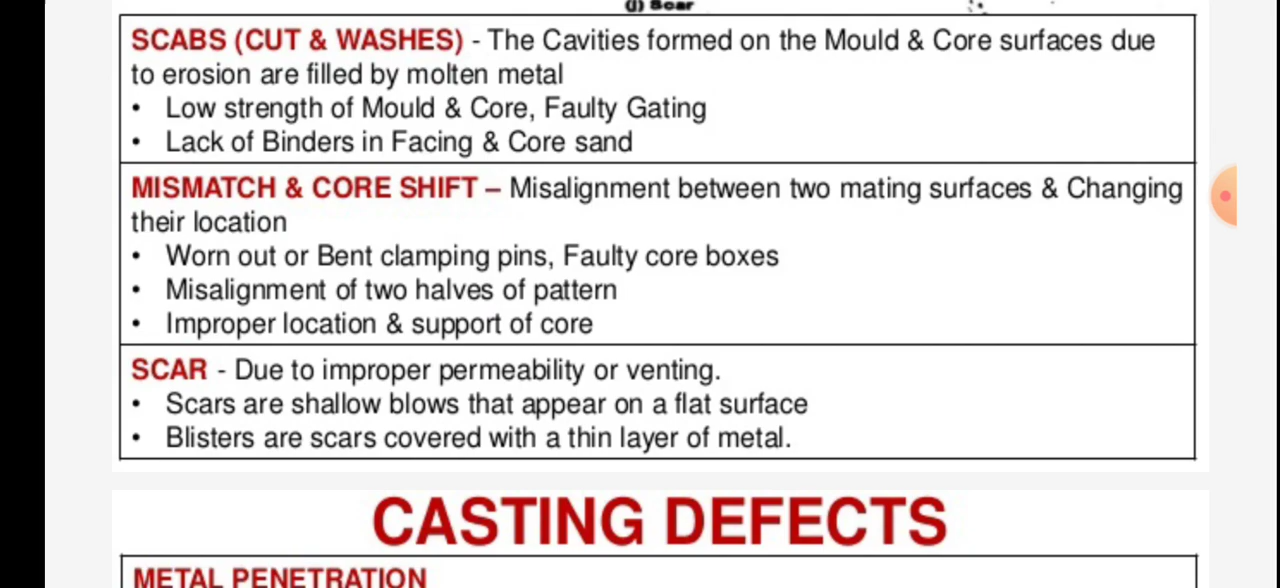 (j) Scar
SCABS (CUT & WASHES) - The Cavities formed on the Mould & Core surfaces due
to erosion are filled by molten metal
• Low strength of Mould & Core, Faulty Gating
• Lack of Binders in Facing & Core sand
MISMATCH & CORE SHIFT – Misalignment between two mating surfaces & Changing
their location
• Worn out or Bent clamping pins, Faulty core boxes
• Misalignment of two halves of pattern
• Improper location & support of core
SCAR - Due to improper permeability or venting.
• Scars are shallow blows that appear on a flat surface
• Blisters are scars covered with a thin layer of metal.
CASTING DEFECTS
METAL PENETRATION